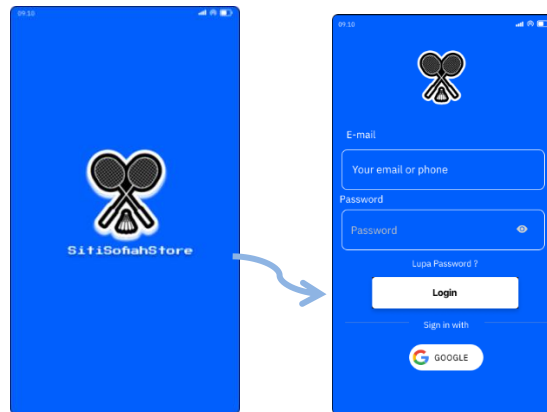 09.10
SitiSofiahStore
09.10
E-mail
Your email or phone
Password
Password
Lupa Password ?
Login
Sign in with
GOOGLE